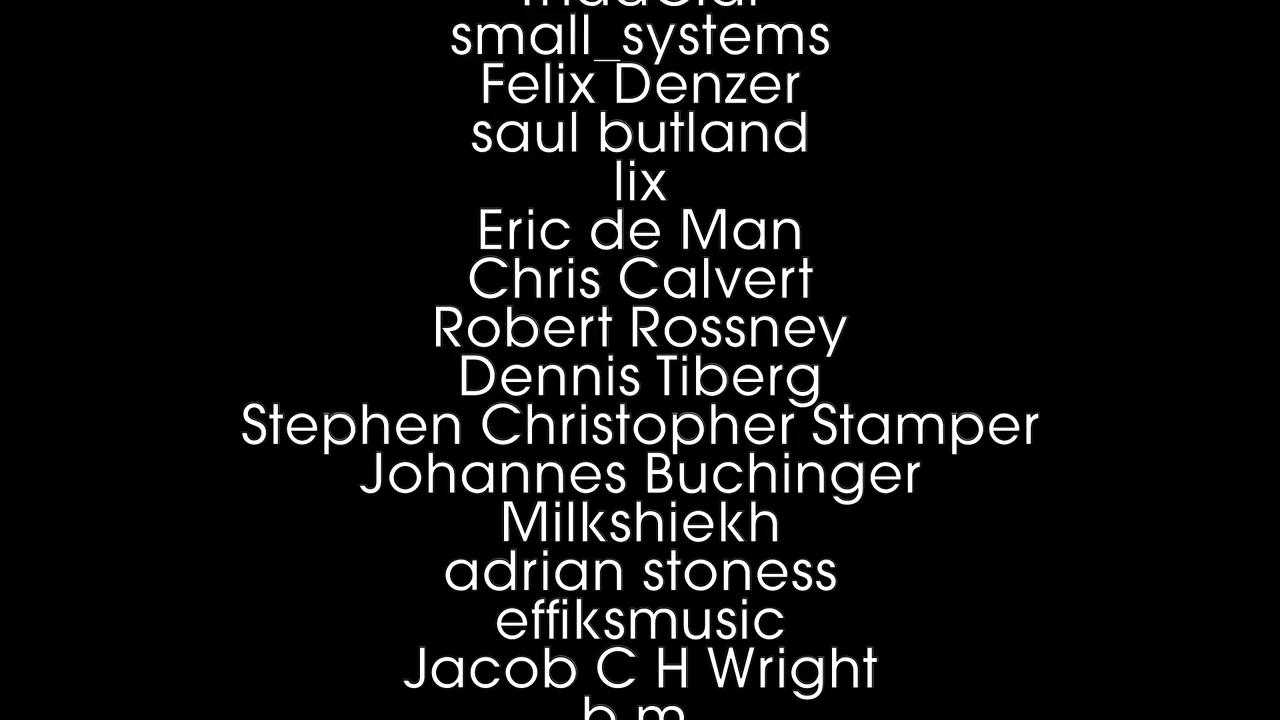 small_systems
Felix Denzer
saul butland
lix
Eric de Man
Chris Calvert
Robert Rossney
Dennis Tiberg
Stephen Christopher Stamper
Johannes Buchinger
Milkshiekh
adrian stoness
effiksmusic
Jacob C H Wright